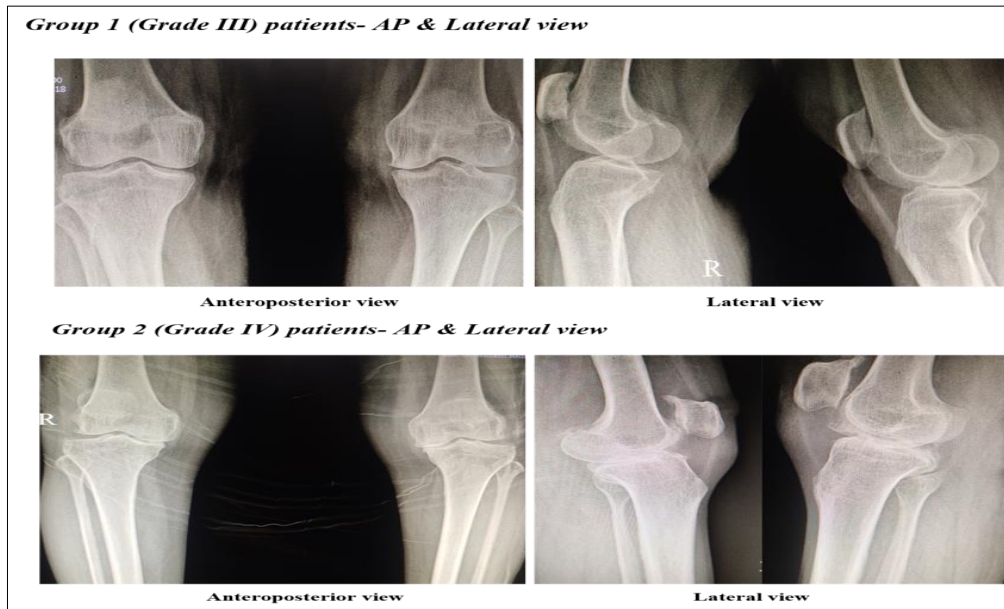 Group 1 (Grade III) patients- AP & Lateral view
18
R
Anteroposterior view
Lateral view
Group 2 (Grade IV) patients- AP & Lateral view
R
Anteroposterior view
Lateral view